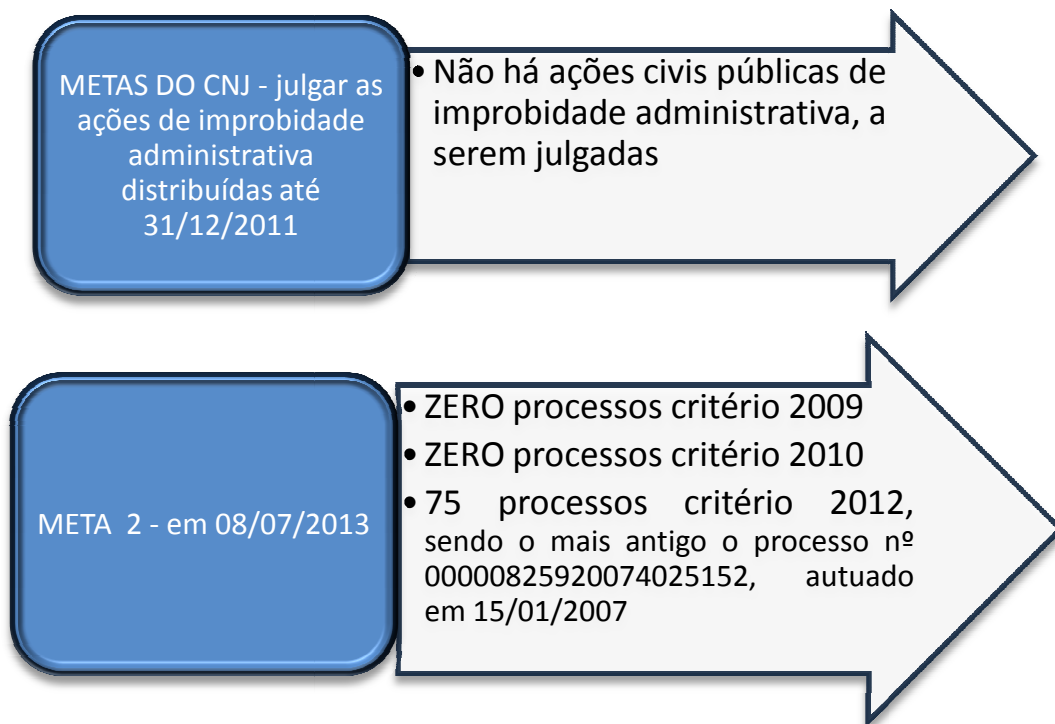 METAS DO CNJ - julgar as
ações de improbidade
administrativa
distribuídas até
31/12/2011
• Não há ações civis públicas de
improbidade administrativa, a
serem julgadas
META 2 - em 08/07/2013
• ZERO processos critério 2009
• ZERO processos critério 2010
• 75 processos critério 2012,
sendo o mais antigo o processo nº
00000825920074025152, autuado
em 15/01/2007